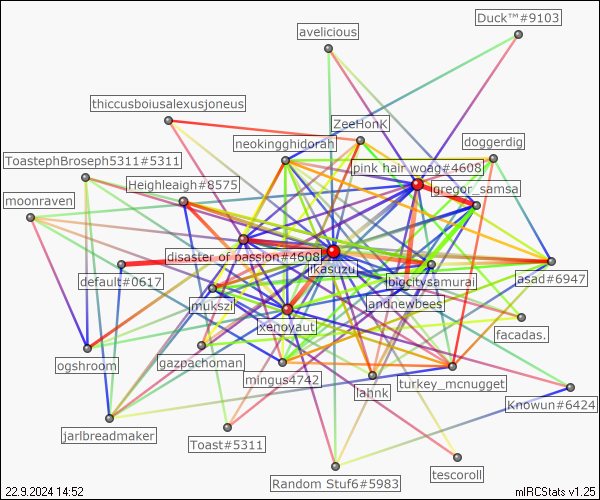 Duck™#9103
avelicious
thiccusboiusalexusjoneus
ZeeHonK
neokingghidorah
doggerdig
ToastephBroseph5311#5311
pink hair woag#4608
Heighleaigh#8575
gregor_samsa
moonraven
disaster of passion#4608
ikasuzu
default#0617
bigcitysamurai
asad#6947
mukszi
andnewbees
xenoyaut
facadas.
ogshroom
gazpachoman
mingus4742
turkey_mcnugget
lahnk
Knowun#6424
jarlbreadmaker
Toast#5311
tescoroll
Random Stuf6#5983
22.9.2024 14:52
mIRCStats v1.25